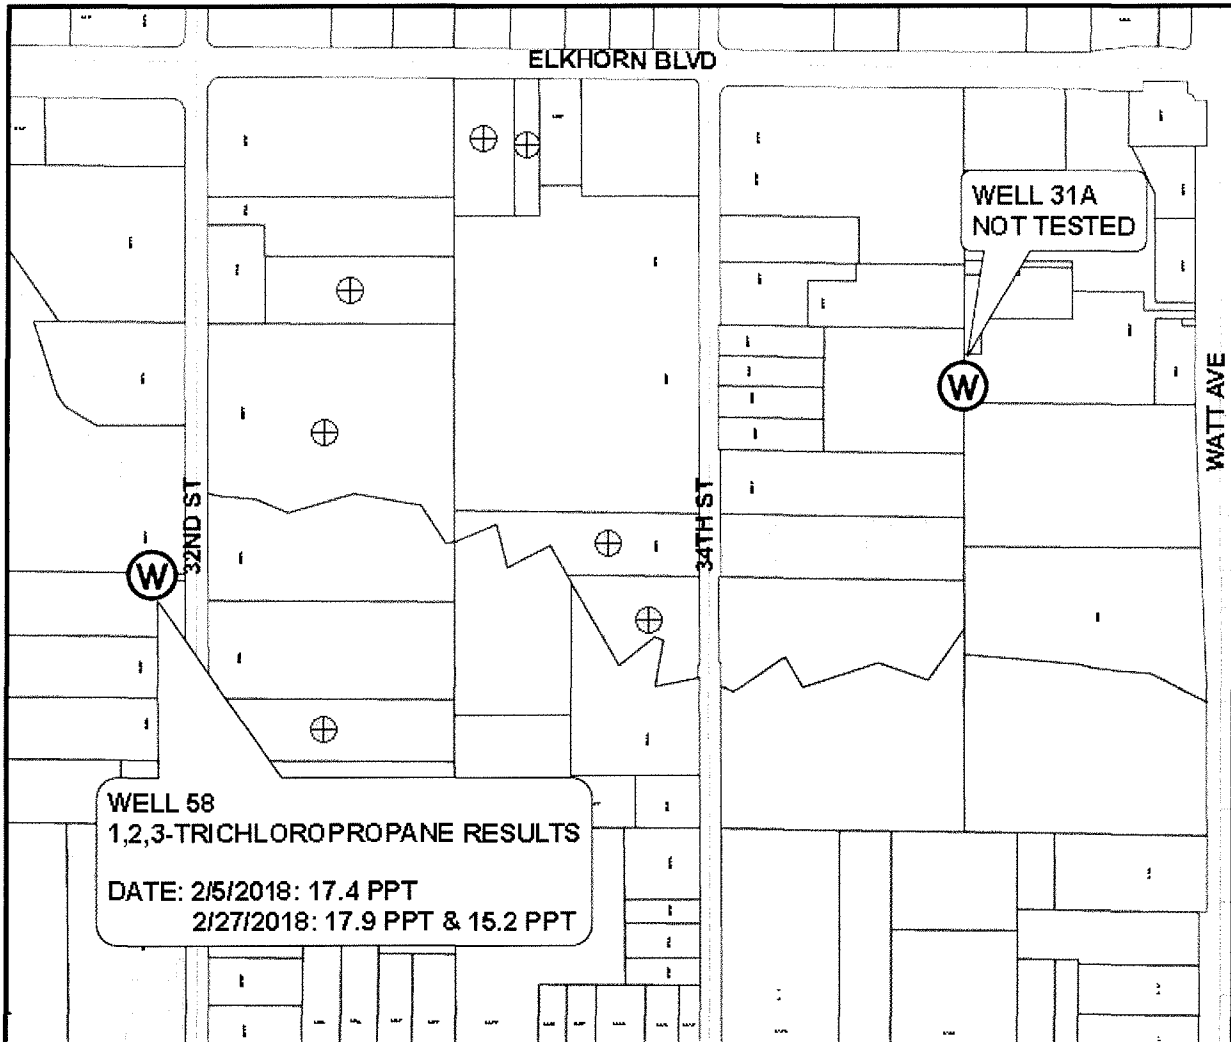 ELKHORN BLVD
WELL 31A
NOT TESTED
W
WATT AVE
32ND ST
34TH ST
W
WELL 58
1,2,3-TRICHLOROPROPANE RESULTS
DATE: 2/5/2018: 17.4 PPT
2/27/2018: 17.9 PPT & 15.2 PPT